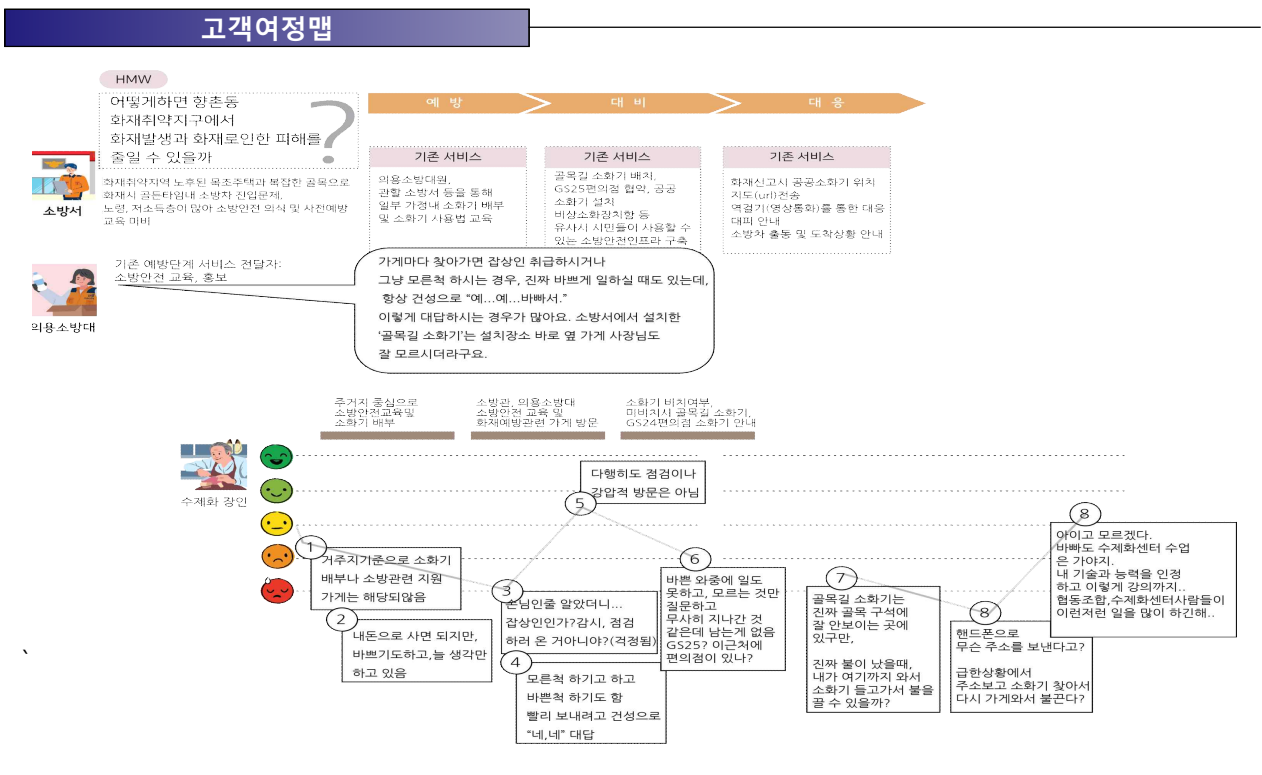 고객여정맵
HMW
어떻게하면 향촌동
화재취약지구에서
화재발생과 화재로인한 피해를
줄일 수 있을까
?
예 방
대 비
대 응
소방서
화재취약지역 노후된 목조주택과 복잡한 골목으로
화재시 골든타임내 소방차 진입문제,
노령, 저소득층이 많아 소방안전 의식 및 사전예방
교육 미비
기존 서비스
의용소방대원,
관할 소방서 등을 통해
일부 가정내 소화기 배부
및 소화기 사용법 교육
기존 서비스
골목길 소화기 배치,
GS25편의점 협약, 공공
소화기 설치
비상소화장치함 등
유사시 시민들이 사용할 수
있는 소방안전인프라 구축
기존 서비스
화재신고시 공공소화기 위치
지도(url)전송
역걸기(영상통화)를 통한 대응
대피 안내
소방차 출동 및 도착상황 안내
의용소방대
기존 예방단계 서비스 전달자:
소방안전 교육, 홍보
가게마다 찾아가면 잡상인 취급하시거나
그냥 모른척 하시는 경우, 진짜 바쁘게 일하실 때도 있는데,
항상 건성으로 “예...예...바빠서.”
이렇게 대답하시는 경우가 많아요. 소방서에서 설치한
‘골목길 소화기’는 설치장소 바로 옆 가게 사장님도
잘 모르시더라구요.
주거지 중심으로
소방안전교육및
소화기 배부
소방관, 의용소방대
소방안전 교육 및
화재예방관련 가게 방문
소화기 비치여부,
미비치시 골목길 소화기,
GS24편의점 소화기 안내
수제화 장인
1
거주지기준으로 소화기
배부나 소방관련 지원
가게는 해당되않음
2
내돈으로 사면 되지만,
바쁘기도하고,늘 생각만
하고 있음
3
손님인줄 알았더니...
잡상인인가?감시, 점검
하러 온 거아니야?(걱정됨)
4
모른척 하기고 하고
바쁜척 하기도 함
빨리 보내려고 건성으로
“네,네” 대답
5
다행히도 점검이나
강압적 방문은 아님
6
바쁜 와중에 일도
못하고, 모르는 것만
질문하고
무사히 지나간 것
같은데 남는게 없음
GS25? 이근처에
편의점이 있나?
7
골목길 소화기는
진짜 골목 구석에
잘 안보이는 곳에
있구만,
진짜 불이 났을때,
내가 여기까지 와서
소화기 들고가서 불을
끌 수 있을까?
8
핸드폰으로
무슨 주소를 보낸다고?
급한상황에서
주소보고 소화기 찾아서
다시 가게와서 불끈다?
8
아이고 모르겠다.
바빠도 수제화센터 수업
은 가야지.
내 기술과 능력을 인정
하고 이렇게 강의까지..
협동조합,수제화센터사람들이
이런저런 일을 많이 하긴해..